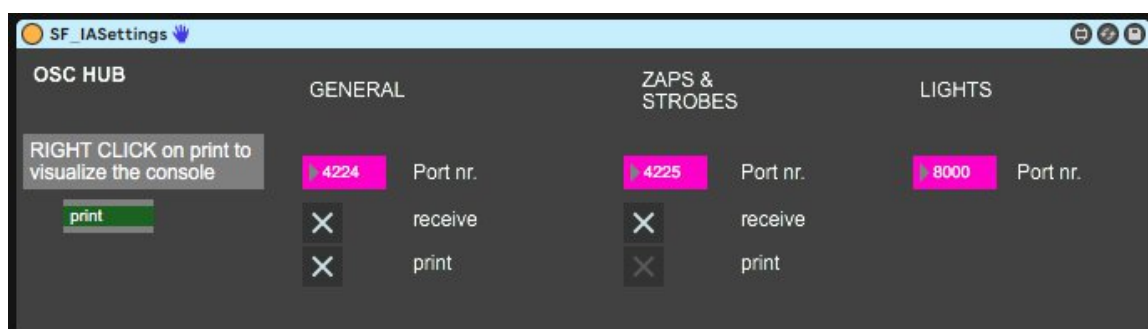 SF_IASettings
OSC HUB
GENERAL
ZAPS &
STROBES
LIGHTS
RIGHT CLICK on print to
visualize the console
4224 Port nr.
4225 Port nr.
8000 Port nr.
print
receive
receive
print
print